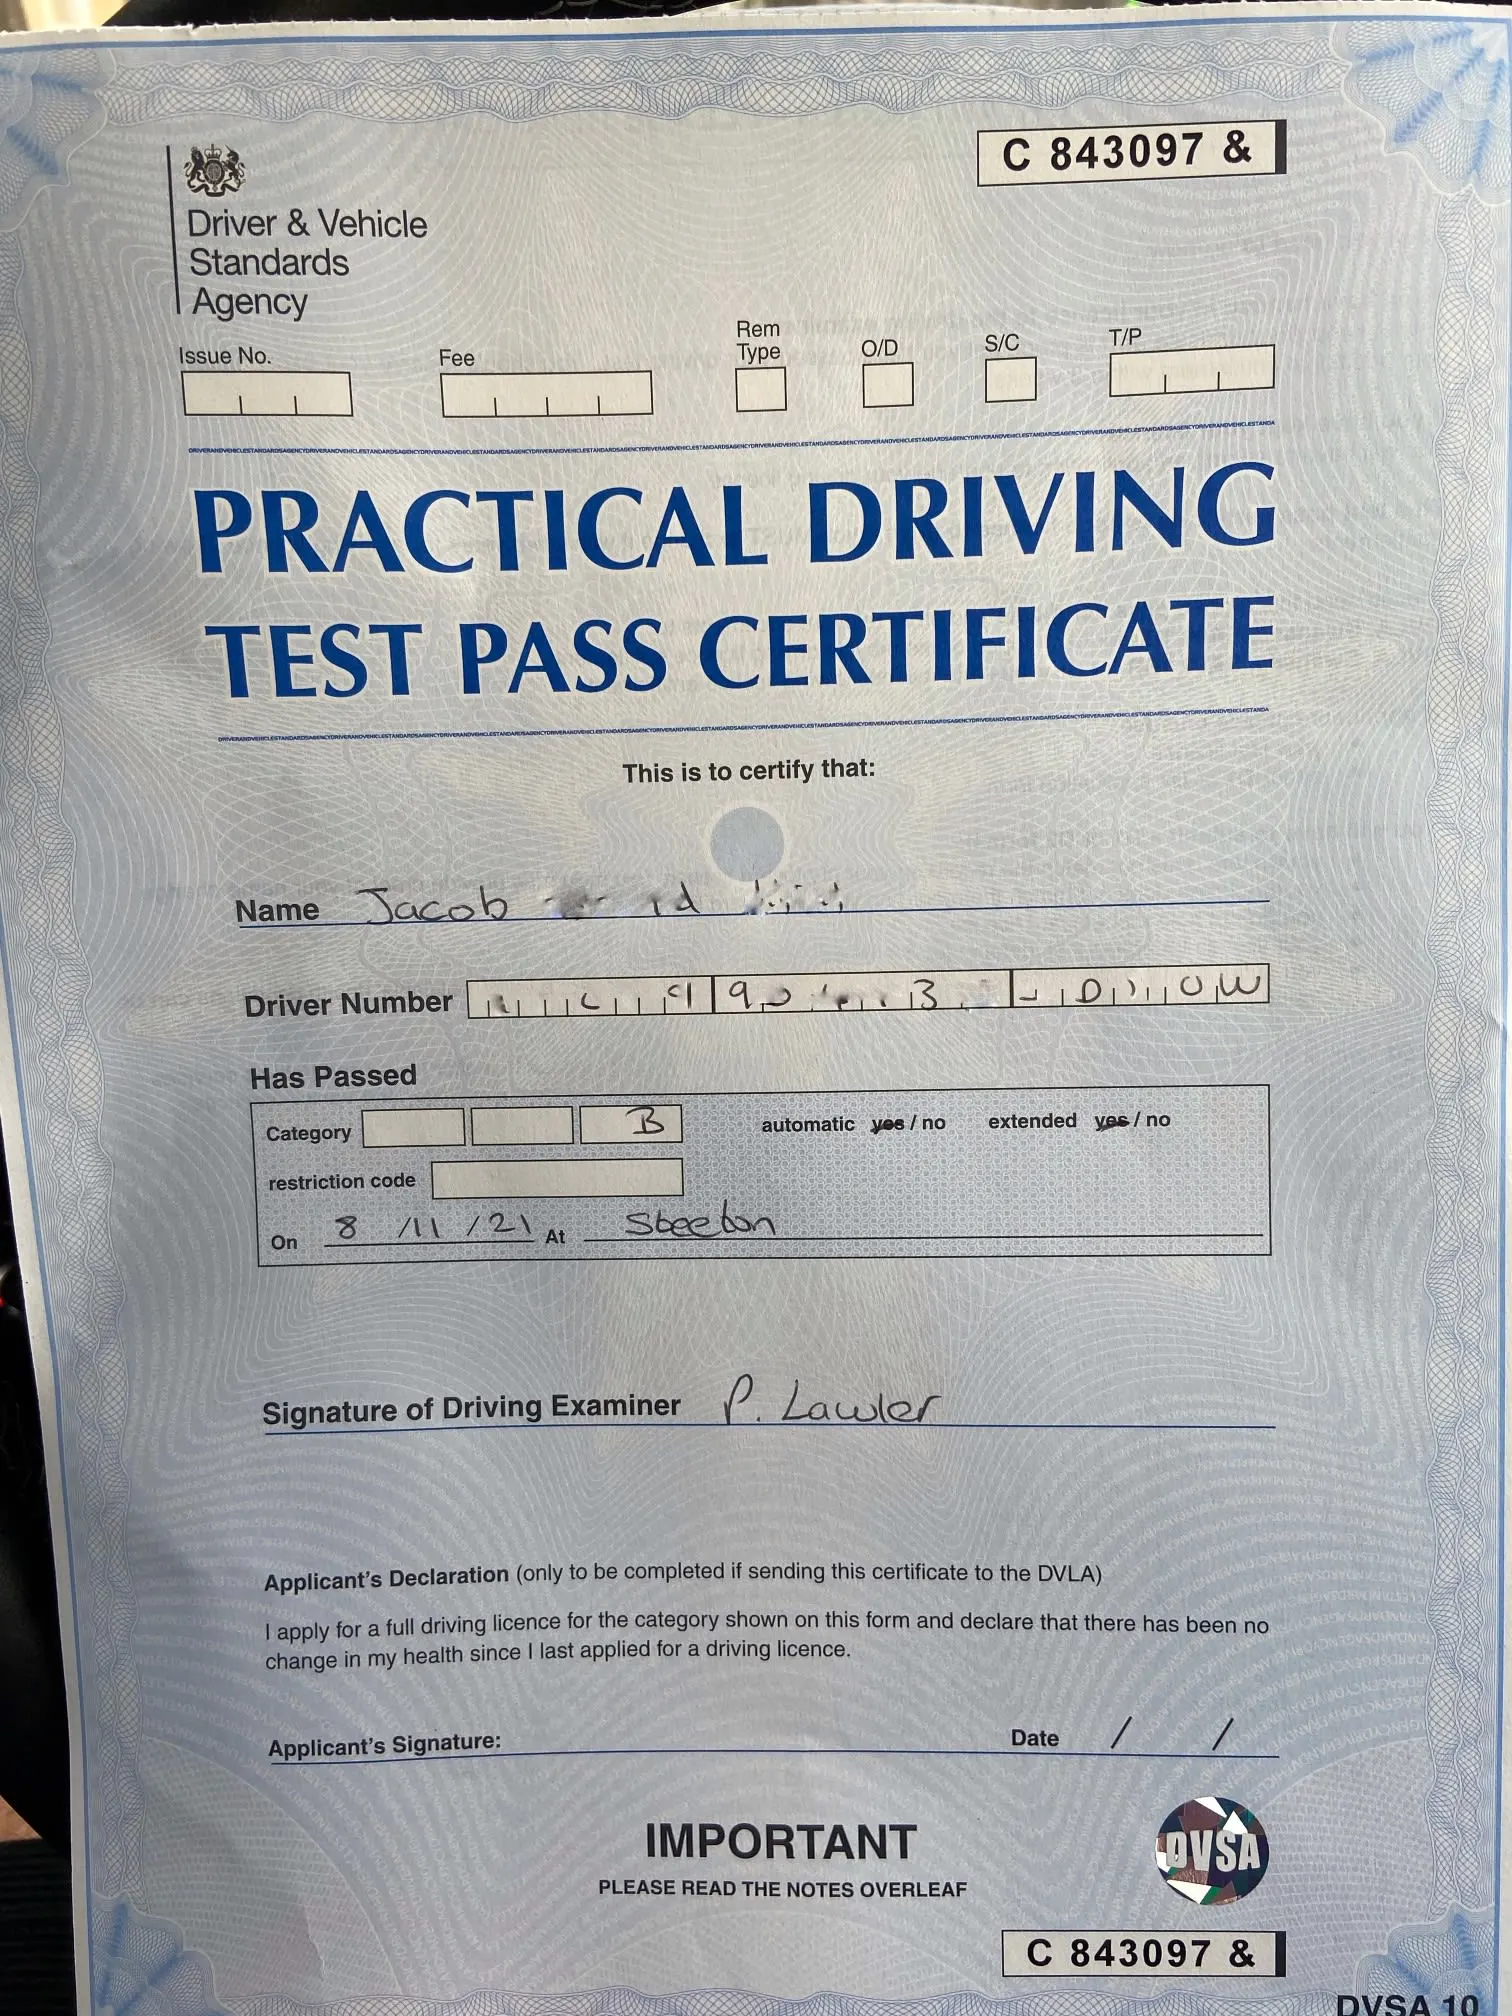 C 843097 &
Driver & Vehicle
Standards
Agency
Issue No.
Fee
Rem
Type
O/D
S/C
T/P
DRIVERANDVEHICLESTANDARDSAGENCYDRIVERANDVEHICLESTANDARDSAGENCY
PRACTICAL DRIVING
TEST PASS CERTIFICATE
DRIVERANDVEHICLESTANDARDSAGENCYDRIVERANDVEHICLESTANDARDSAGENCY
This is to certify that:
Name Jacob
Driver Number
Has Passed
Category B automatic yes / no extended yes / no
restriction code
On 8 /11 /21 At Steeton
Signature of Driving Examiner P. Lawler
Applicant's Declaration (only to be completed if sending this certificate to the DVLA)
I apply for a full driving licence for the category shown on this form and declare that there has been no
change in my health since I last applied for a driving licence.
Applicant's Signature: Date / /
IMPORTANT
PLEASE READ THE NOTES OVERLEAF
DVSA
C 843097 &
DVSA 10